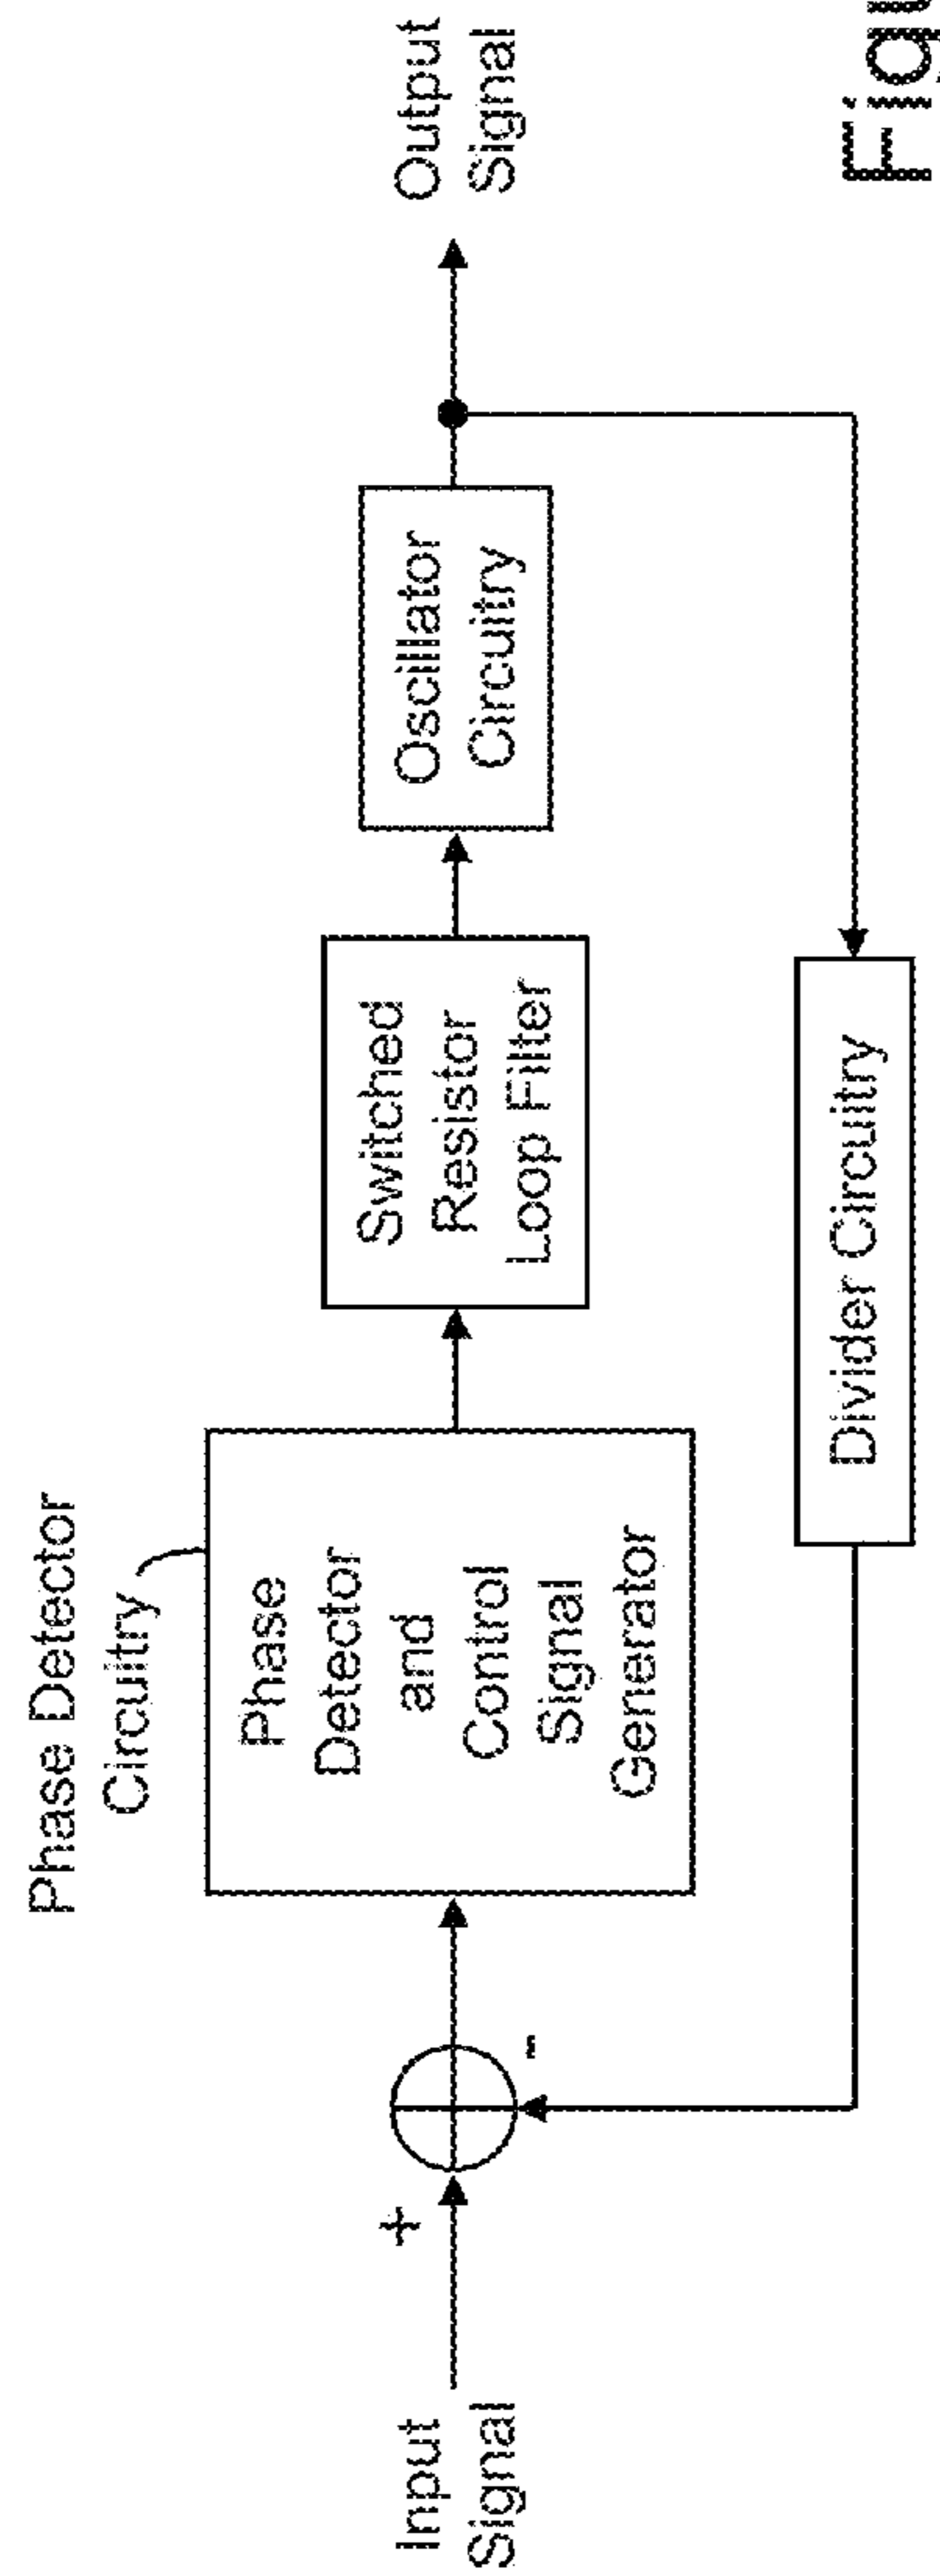 Phase Detector
Circuitry
Input
Signal
+
-
Phase
Detector
and
Control
Signal
Generator
Switched
Resistor
Loop Filter
Oscillator
Circuitry
Output
Signal
Divider Circuitry